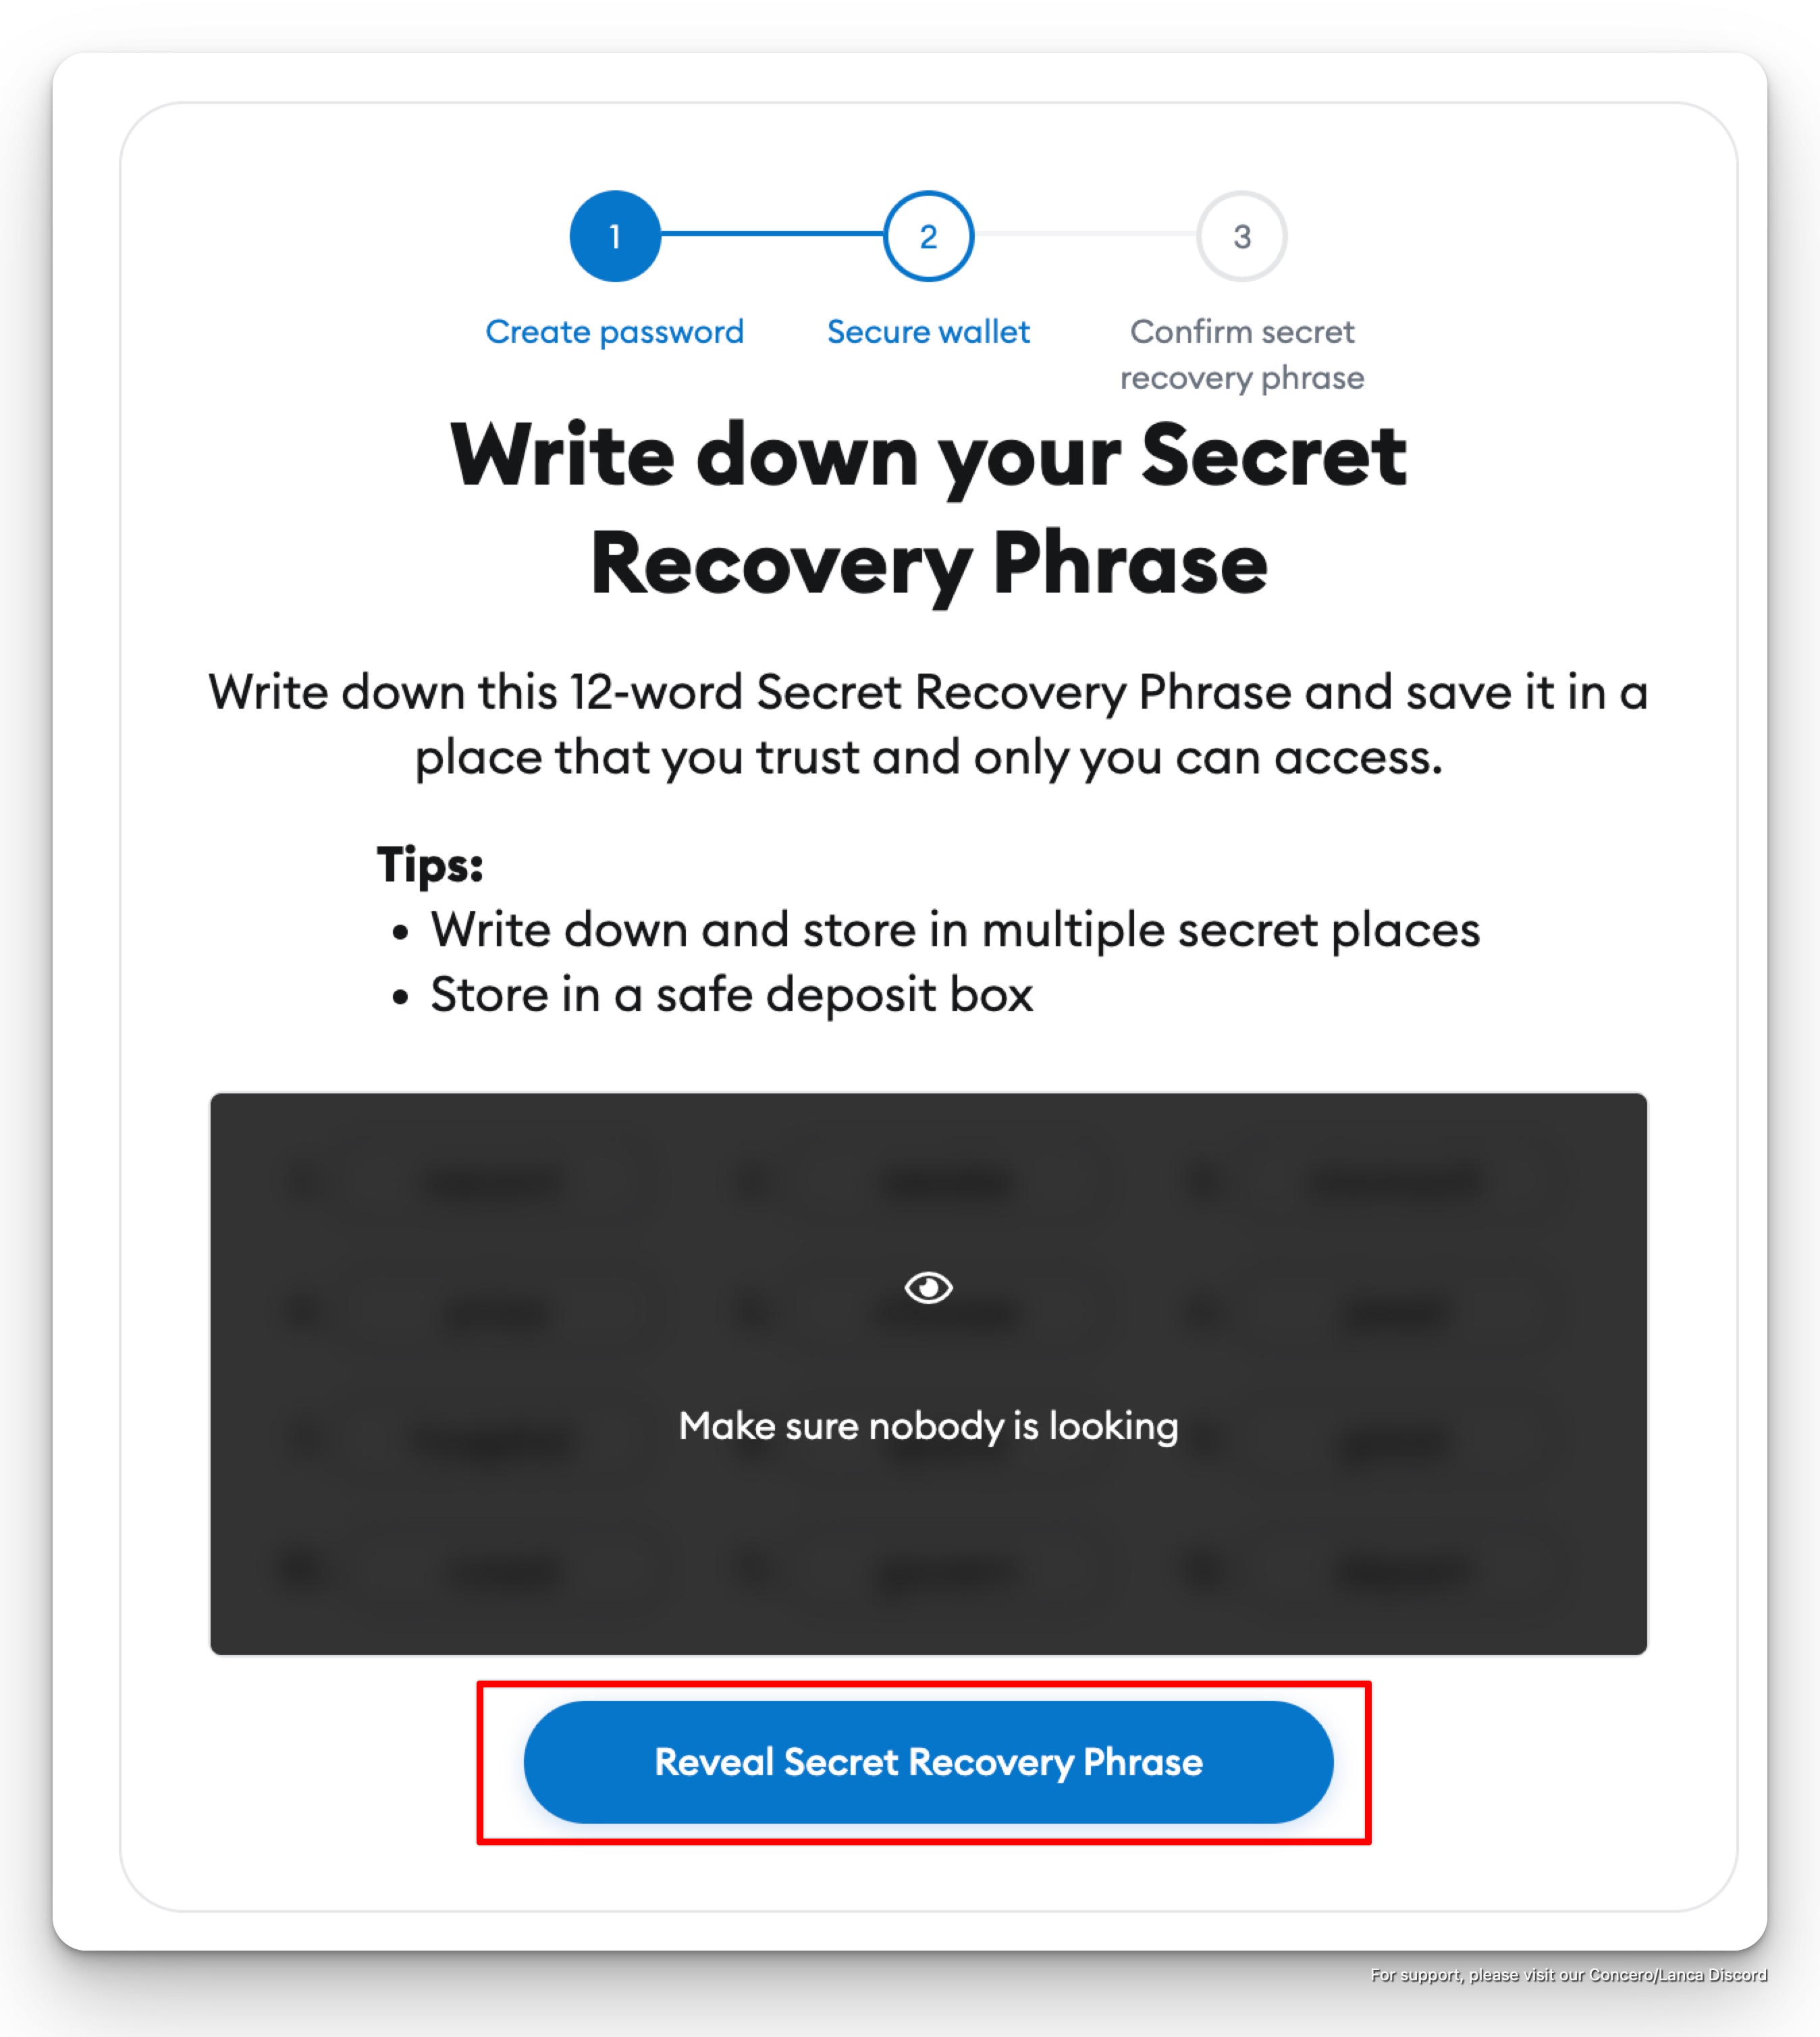 1
2
3
Create password
Secure wallet
Confirm secret
recovery phrase
Write down your Secret
Recovery Phrase
Write down this 12-word Secret Recovery Phrase and save it in a
place that you trust and only you can access.
Tips:
• Write down and store in multiple secret places
• Store in a safe deposit box
Make sure nobody is looking
Reveal Secret Recovery Phrase
For support, please visit our Concero/Lanca Discord